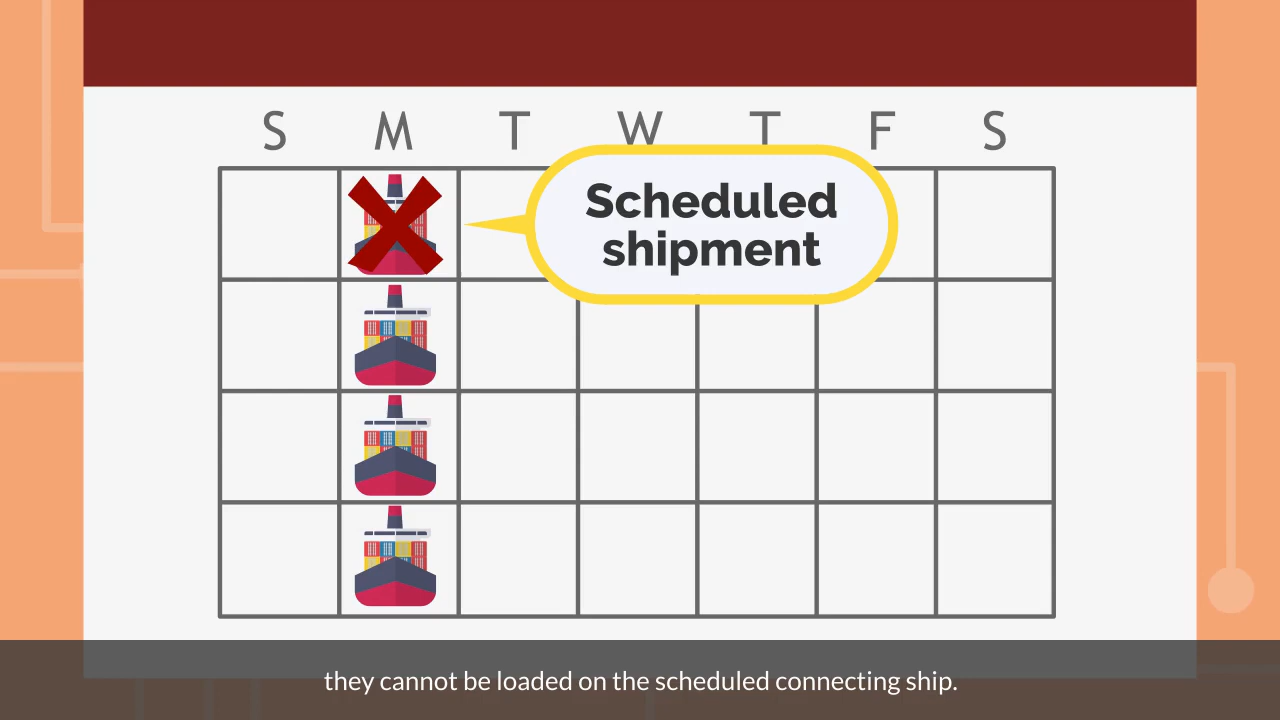 S M T W T F S
Scheduled
shipment
they cannot be loaded on the scheduled connecting ship.